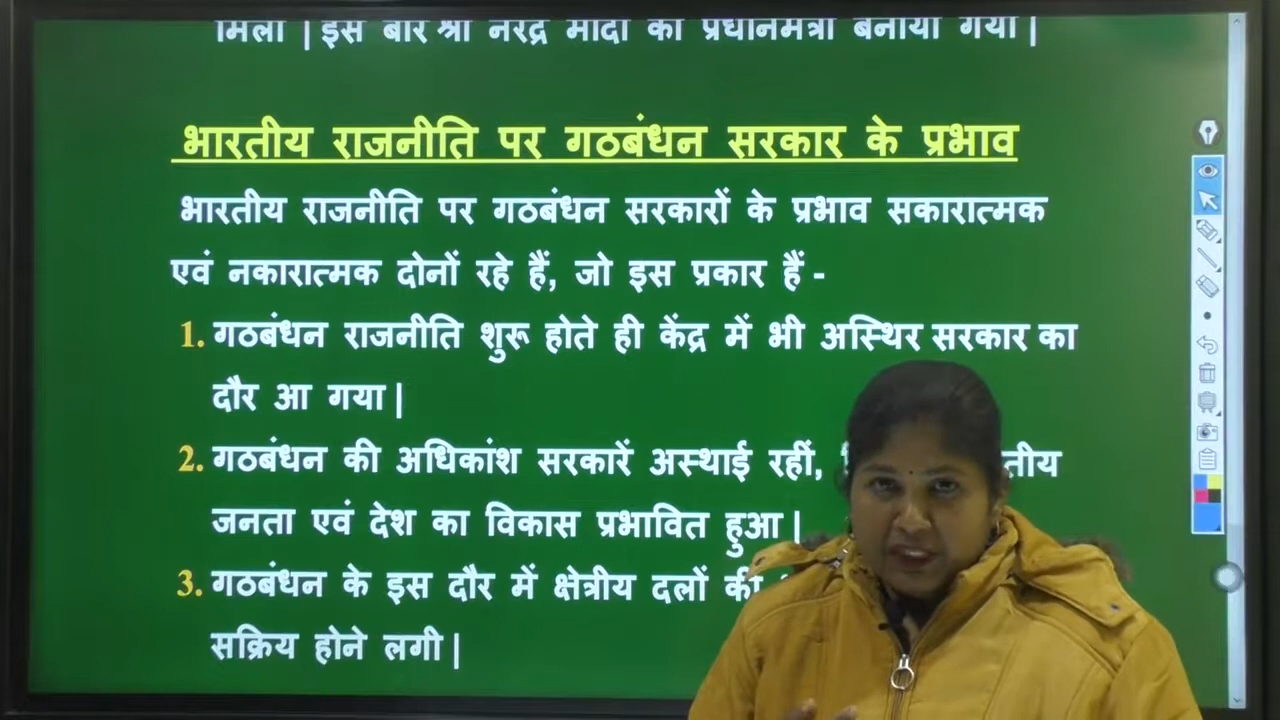 मिला | इस बार श्री नरेंद्र मोदी को प्रधानमंत्री बनाया गया |
भारतीय राजनीति पर गठबंधन सरकार के प्रभाव
भारतीय राजनीति पर गठबंधन सरकारों के प्रभाव सकारात्मक
एवं नकारात्मक दोनों रहे हैं, जो इस प्रकार हैं -
1. गठबंधन राजनीति शुरू होते ही केंद्र में भी अस्थिर सरकार का
दौर आ गया |
2. गठबंधन की अधिकांश सरकारें अस्थाई रहीं,
जनता एवं देश का विकास प्रभावित हुआ |
3. गठबंधन के इस दौर में क्षेत्रीय दलों की
सक्रिय होने लगी |